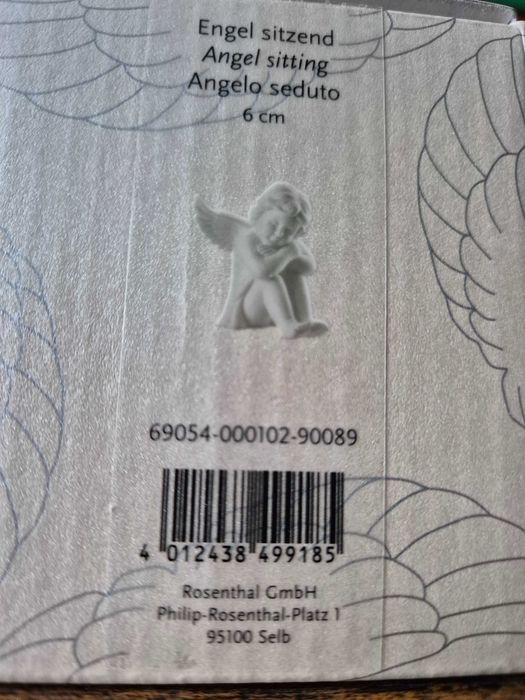 Engel sitzend
Angel sitting
Angelo seduto
6 cm
69054-000102-90089
4 012438 499185
Rosenthal GmbH
Philip-Rosenthal-Platz 1
95100 Selb